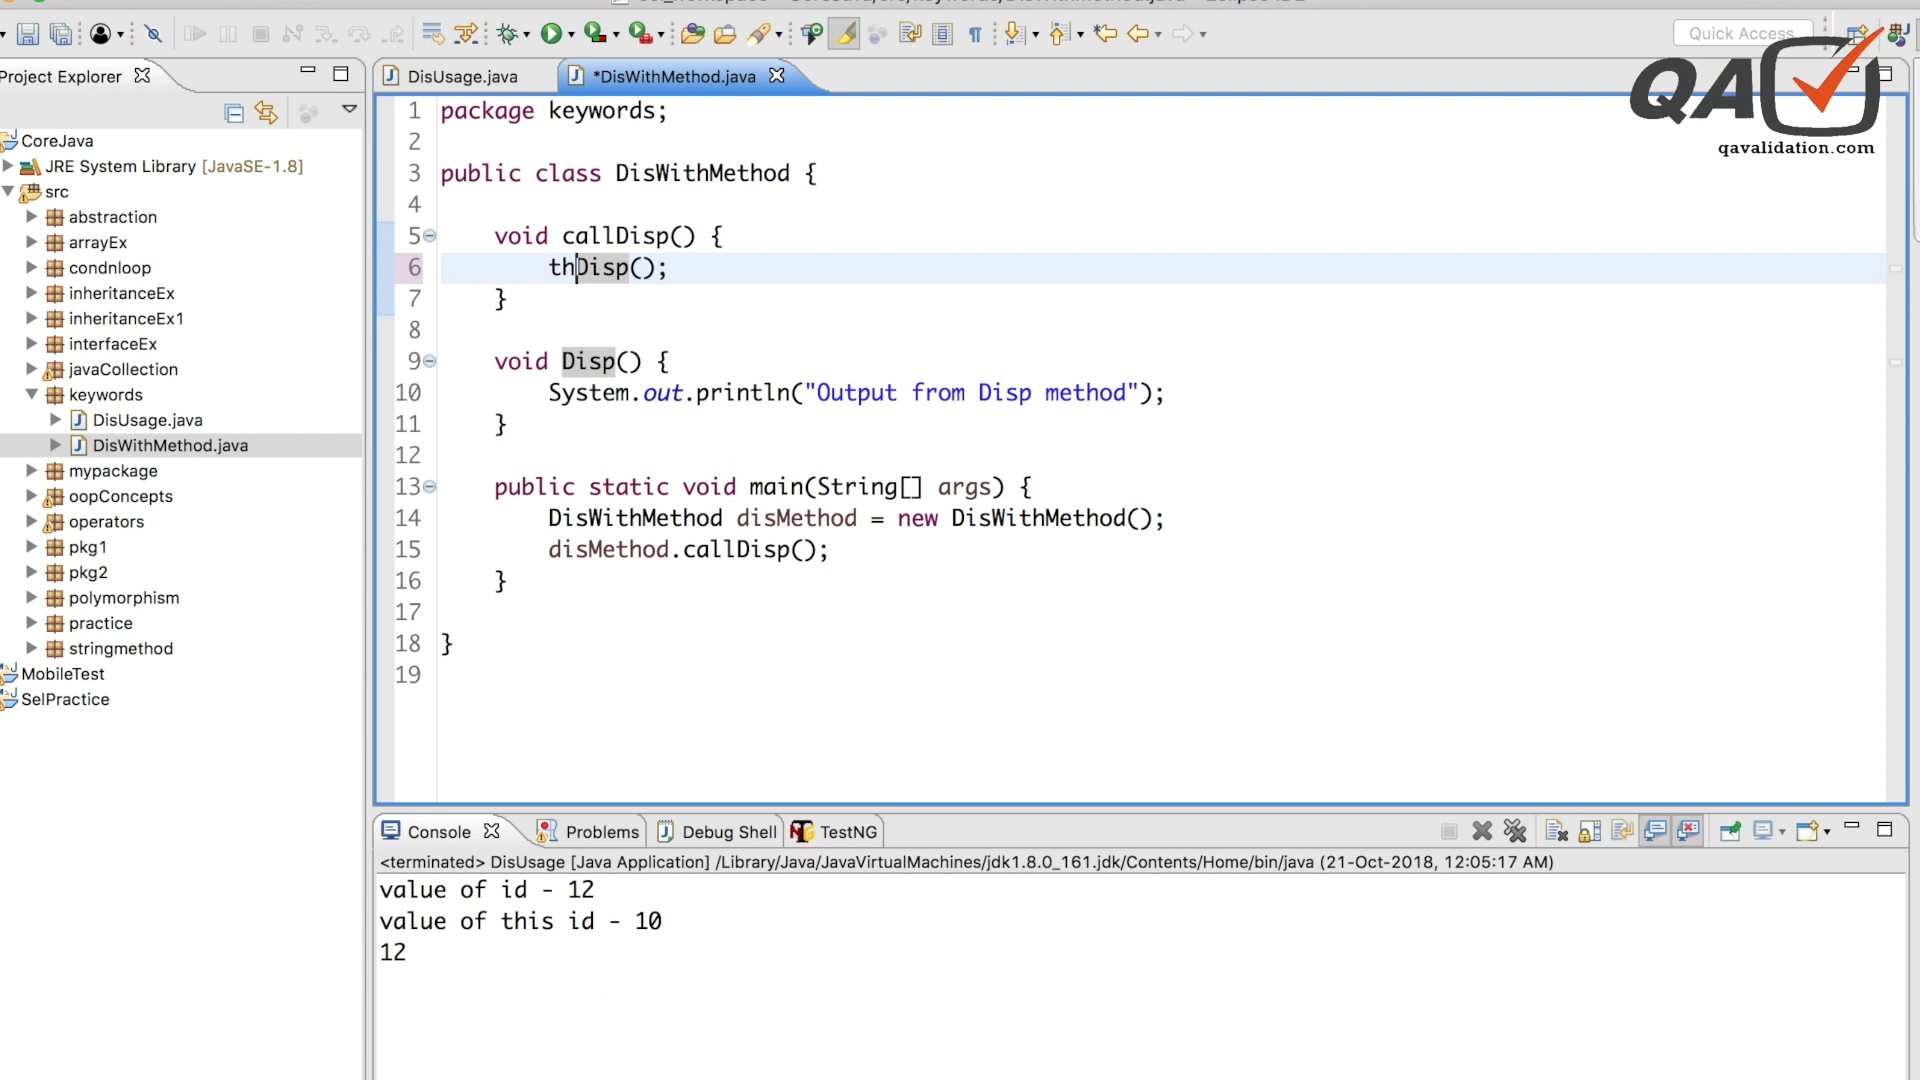 Quick Access
QA
qavalidation.com
Project Explorer
DisUsage.java
*DisWithMethod.java
CoreJava
JRE System Library [JavaSE-1.8]
src
abstraction
arrayEx
condnloop
inheritanceEx
inheritanceEx1
interfaceEx
javaCollection
keywords
DisUsage.java
DisWithMethod.java
mypackage
oopConcepts
operators
pkg1
pkg2
polymorphism
practice
stringmethod
MobileTest
SelPractice
1 package keywords;
2
3 public class DisWithMethod {
4
5 void callDisp() {
6 thDisp();
7 }
8
9 void Disp() {
10 System.out.println("Output from Disp method");
11 }
12
13 public static void main(String[] args) {
14 DisWithMethod disMethod = new DisWithMethod();
15 disMethod.callDisp();
16 }
17
18 }
19
Console
Problems
Debug Shell
TestNG
<terminated> DisUsage [Java Application] /Library/Java/JavaVirtualMachines/jdk1.8.0_161.jdk/Contents/Home/bin/java (21-Oct-2018, 12:05:17 AM)
value of id - 12
value of this id - 10
12